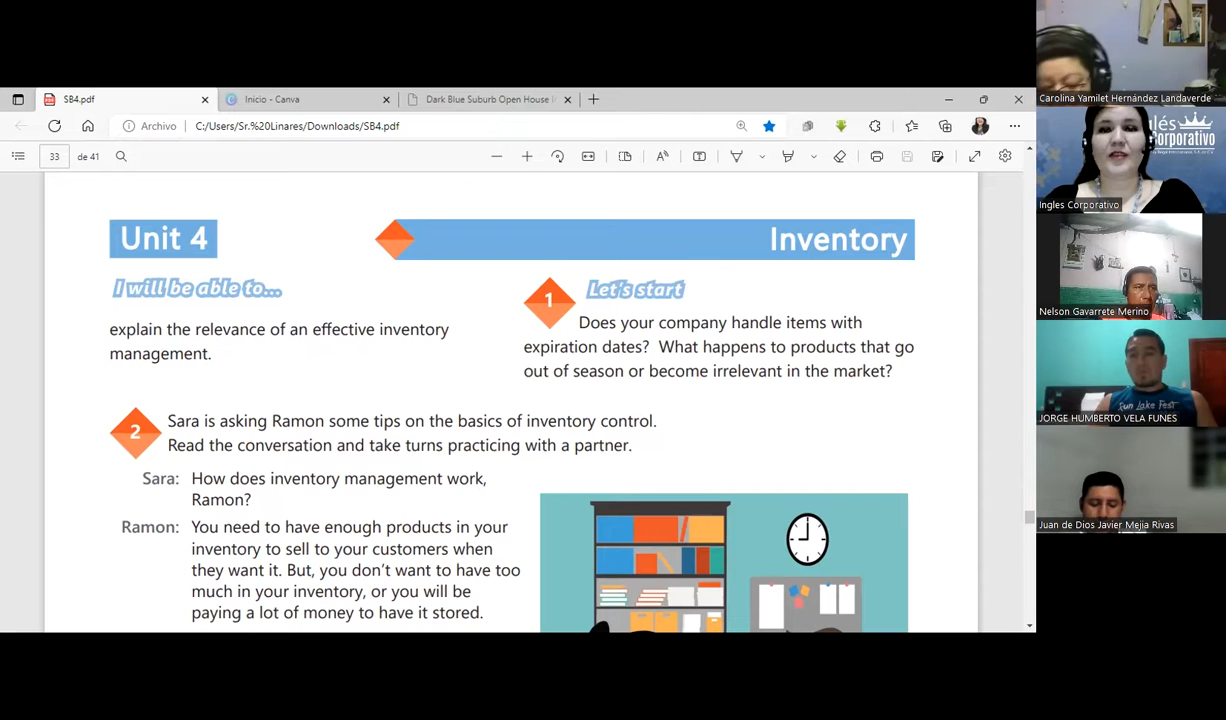 SB4.pdf
Inicio - Canva
Dark Blue Suburb Open House I
Archivo
C:/Users/Sr.%20Linares/Downloads/SB4.pdf
33
de 41
Unit 4
Inventory
I will be able to...
explain the relevance of an effective inventory
management.
1
Let's start
Does your company handle items with
expiration dates? What happens to products that go
out of season or become irrelevant in the market?
2
Sara is asking Ramon some tips on the basics of inventory control.
Read the conversation and take turns practicing with a partner.
Sara: How does inventory management work,
Ramon?
Ramon: You need to have enough products in your
inventory to sell to your customers when
they want it. But, you don't want to have too
much in your inventory, or you will be
paying a lot of money to have it stored.
Carolina Yamilet Hernández Landaverde
Ingles Corporativo
Nelson Gavarrete Merino
Run Lake Fest
JORGE HUMBERTO VELA FUNES
Juan de Dios Javier Mejia Rivas